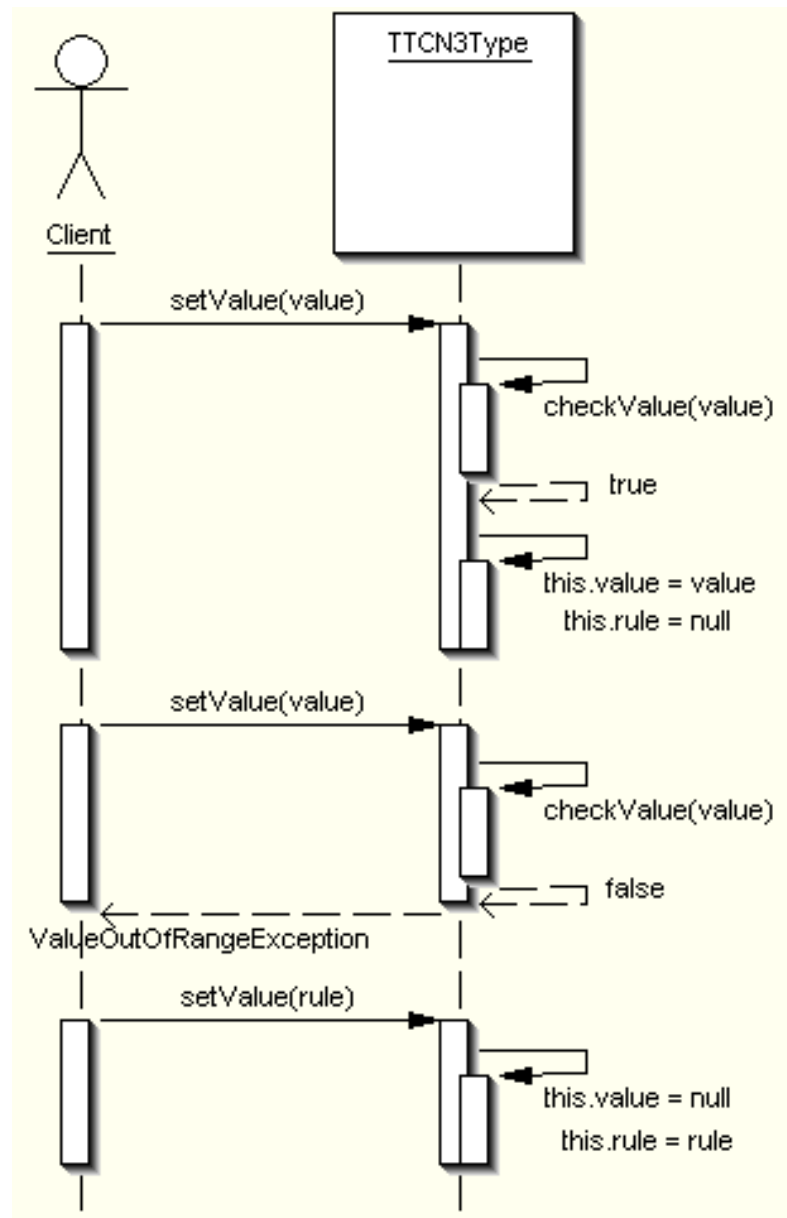 TTCN3Type
Client
setValue(value)
checkValue(value)
true
this.value = value
this.rule = null
setValue(value)
checkValue(value)
false
ValueOutOfRangeException
setValue(rule)
this.value = null
this.rule = rule